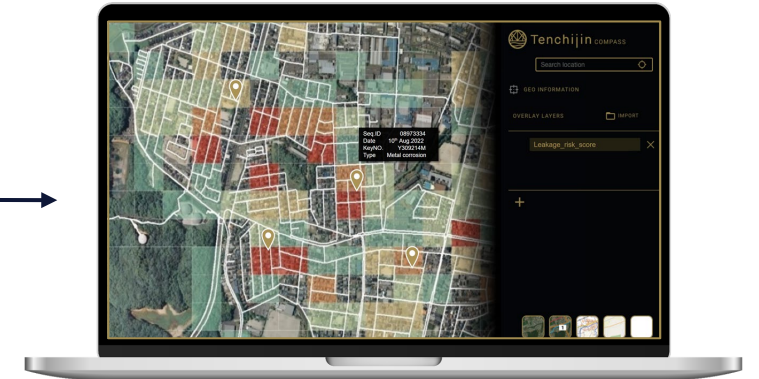 Tenchijin COMPASS
Search location
GEO INFORMATION
OVERLAY LAYERS IMPORT
Leakage_risk_score
Seq.ID 08973334
Date 10th Aug.2022
KeyNO. Y309214M
Type Metal corrosion